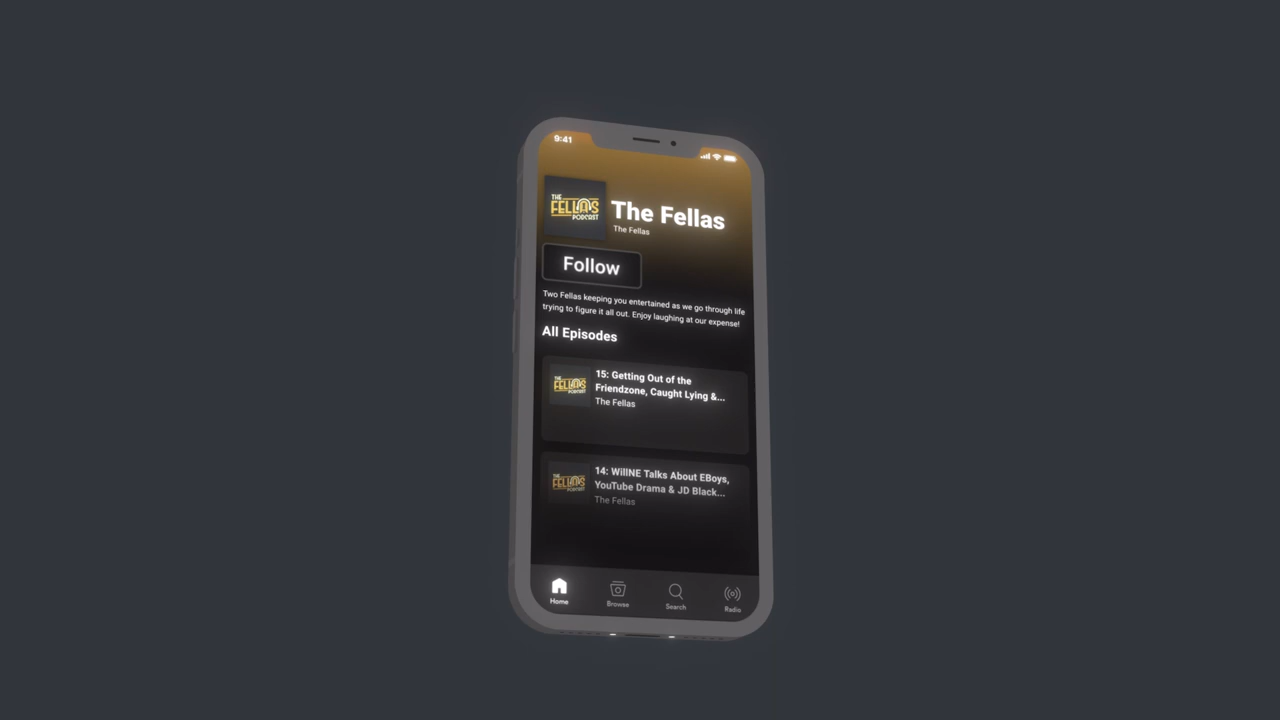 9:41
THE
FELLAS
PODCAST
The Fellas
The Fellas
Follow
Two Fellas keeping you entertained as we go through life
trying to figure it all out. Enjoy laughing at our expense!
All Episodes
THE
FELLAS
PODCAST
15: Getting Out of the
Friendzone, Caught Lying &...
The Fellas
THE
FELLAS
PODCAST
14: WillNE Talks About EBoys,
YouTube Drama & JD Black...
The Fellas
Home
Browse
Search
Radio